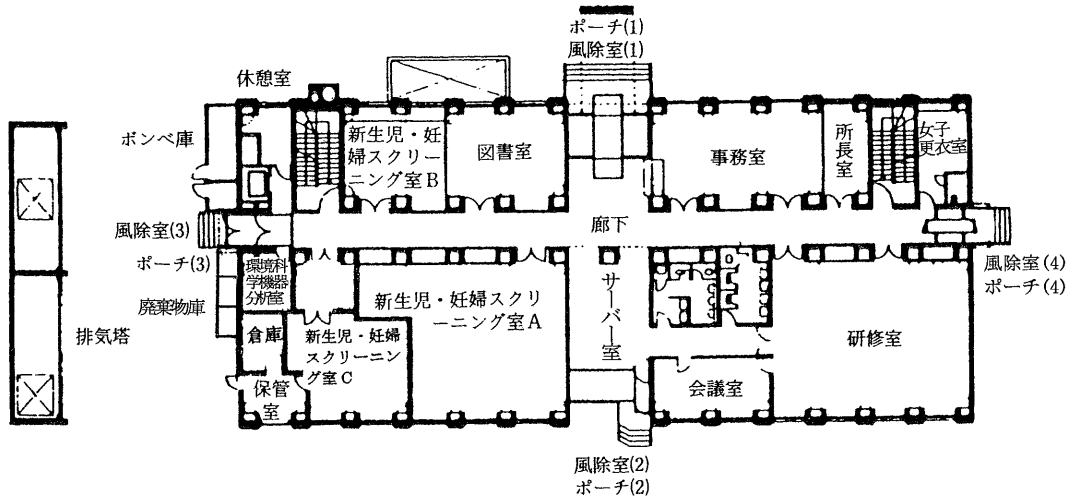 ポーチ(1)
風除室(1)
休憩室
ボンベ庫
新生児・妊
婦スクリー
ニング室B
図書室
事務室
所長室
女子
更衣室
風除室(3)
廊下
ポーチ(3)
環境科
学機器
分析室
廃棄物庫
新生児・妊婦スクリ
ーニング室A
サーバー室
風除室(4)
ポーチ(4)
排気塔
倉庫
新生児・妊婦
スクリーニン
グ室C
研修室
保管
室
会議室
風除室(2)
ポーチ(2)